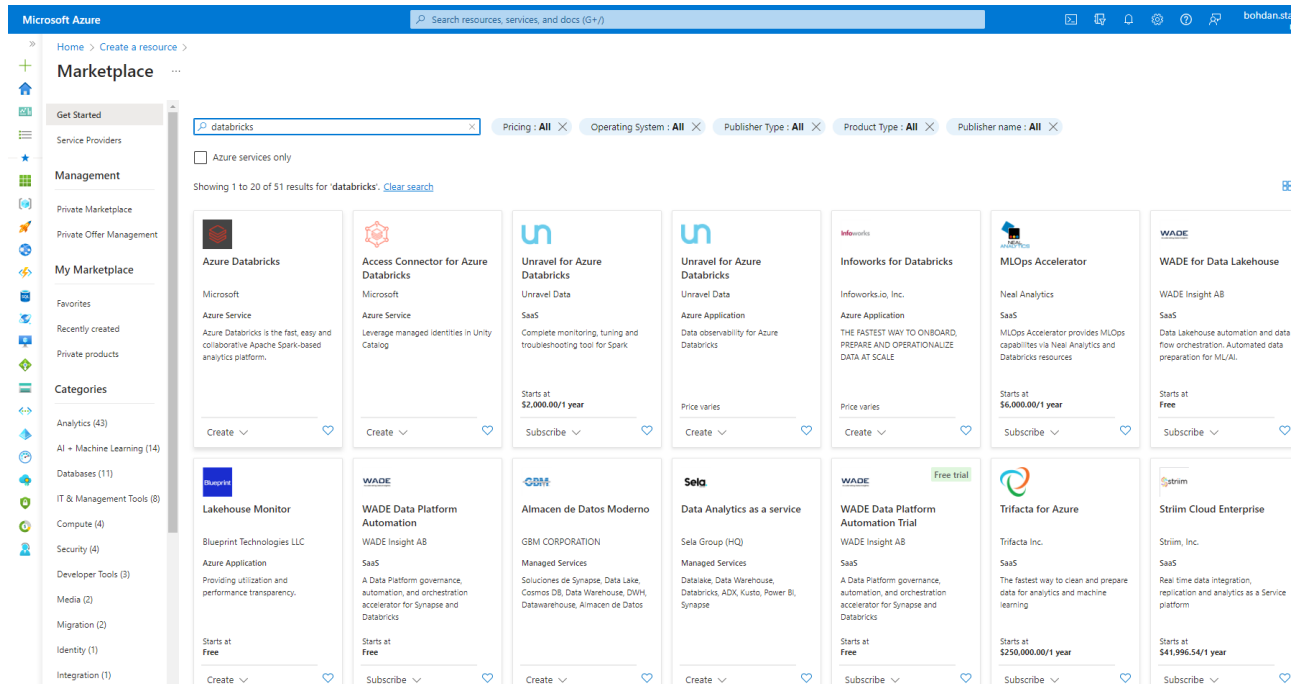 Microsoft Azure
Search resources, services, and docs (G+/)
bohdan.sta
Home > Create a resource >
Marketplace ...
Get Started
Service Providers
Management
Private Marketplace
Private Offer Management
My Marketplace
Favorites
Recently created
Private products
Categories
Analytics (43)
AI + Machine Learning (14)
Databases (11)
IT & Management Tools (8)
Compute (4)
Security (4)
Developer Tools (3)
Media (2)
Migration (2)
Identity (1)
Integration (1)
databricks
Pricing : All
Operating System : All
Publisher Type : All
Product Type : All
Publisher name : All
Azure services only
Showing 1 to 20 of 51 results for 'databricks'. Clear search
Azure Databricks
Microsoft
Azure Service
Azure Databricks is the fast, easy and
collaborative Apache Spark-based
analytics platform.
Create
Access Connector for Azure
Databricks
Microsoft
Azure Service
Leverage managed identities in Unity
Catalog
Create
un
Unravel for Azure
Databricks
Unravel Data
SaaS
Complete monitoring, tuning and
troubleshooting tool for Spark
Starts at
$2,000.00/1 year
Subscribe
un
Unravel for Azure
Databricks
Unravel Data
Azure Application
Data observability for Azure
Databricks
Price varies
Create
Infoworks
Infoworks for Databricks
Infoworks.io, Inc.
Azure Application
THE FASTEST WAY TO ONBOARD,
PREPARE AND OPERATIONALIZE
DATA AT SCALE
Price varies
Create
NEAL
ANALYTICS
MLOps Accelerator
Neal Analytics
SaaS
MLOps Accelerator provides MLOps
capabilites via Neal Analytics and
Databricks resources
Starts at
$6,000.00/1 year
Subscribe
WADE
WADE for Data Lakehouse
WADE Insight AB
SaaS
Data Lakehouse automation and data
flow orchestration. Automated data
preparation for ML/AI.
Starts at
Free
Subscribe
Blueprint
Lakehouse Monitor
Blueprint Technologies LLC
Azure Application
Providing utilization and
performance transparency.
Starts at
Free
Create
WADE
WADE Data Platform
Automation
WADE Insight AB
SaaS
A Data Platform governance,
automation, and orchestration
accelerator for Synapse and
Databricks
Starts at
Free
Subscribe
GBM
Almacen de Datos Moderno
GBM CORPORATION
Managed Services
Soluciones de Synapse, Data Lake,
Cosmos DB, Data Warehouse, DWH,
Datawarehouse, Almacen de Datos
Create
Sela
Data Analytics as a service
Sela Group (HQ)
Managed Services
Datalake, Data Warehouse,
Databricks, ADX, Kusto, Power BI,
Synapse
Create
WADE
Free trial
WADE Data Platform
Automation Trial
WADE Insight AB
SaaS
A Data Platform governance,
automation, and orchestration
accelerator for Synapse and
Databricks
Starts at
Free
Subscribe
Trifacta for Azure
Trifacta Inc.
SaaS
The fastest way to clean and prepare
data for analytics and machine
learning
Starts at
$250,000.00/1 year
Subscribe
striim
Striim Cloud Enterprise
Striim, Inc.
SaaS
Real time data integration,
replication and analytics as a Service
platform
Starts at
$41,996.54/1 year
Subscribe